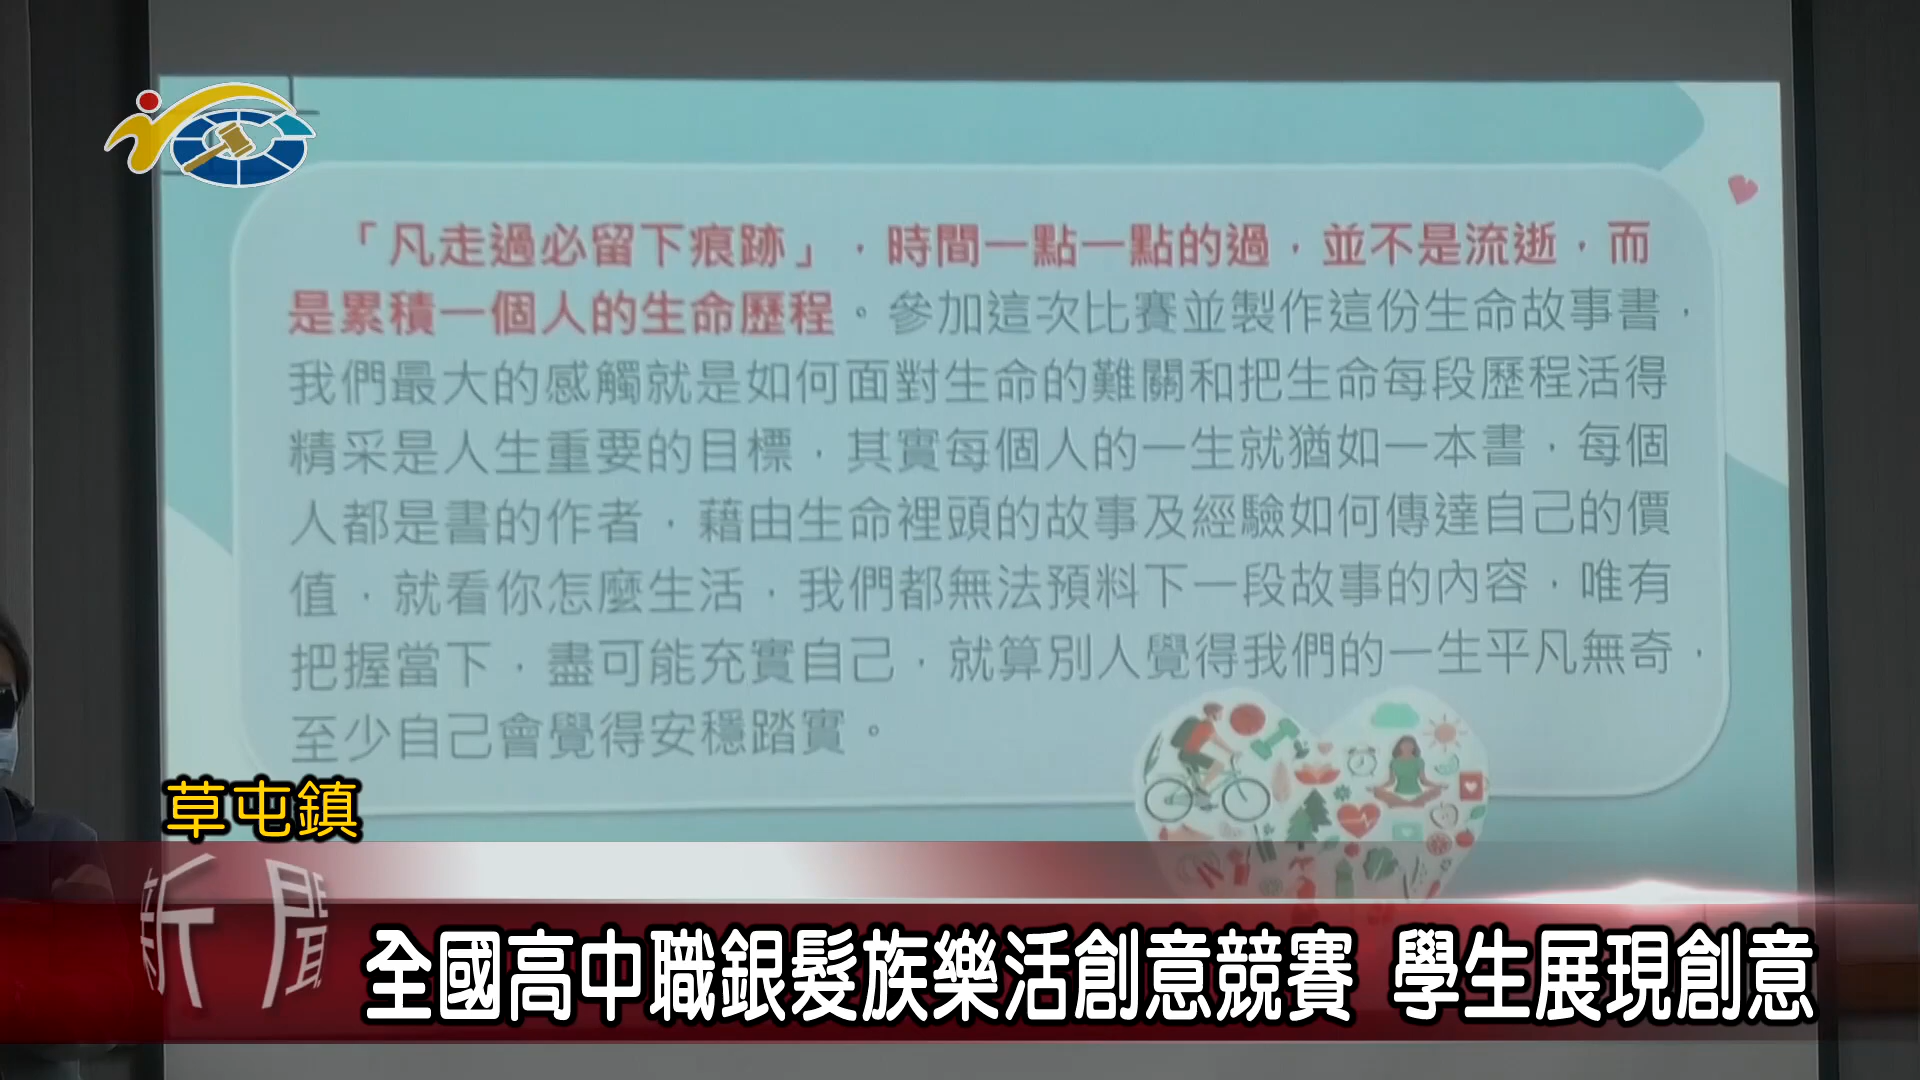 「凡走過必留下痕跡」，時間一點一點的過，並不是流逝，而
是累積一個人的生命歷程。參加這次比賽並製作這份生命故事書，
我們最大的感觸就是如何面對生命的難關和把生命每段歷程活得
精采是人生重要的目標，其實每個人的一生就猶如一本書，每個
人都是書的作者，藉由生命裡頭的故事及經驗如何傳達自己的價
值，就看你怎麼生活，我們都無法預料下一段故事的內容，唯有
把握當下，盡可能充實自己，就算別人覺得我們的一生平凡無奇，
至少自己會覺得安穩踏實。
草屯鎮
新聞
全國高中職銀髮族樂活創意競賽 學生展現創意